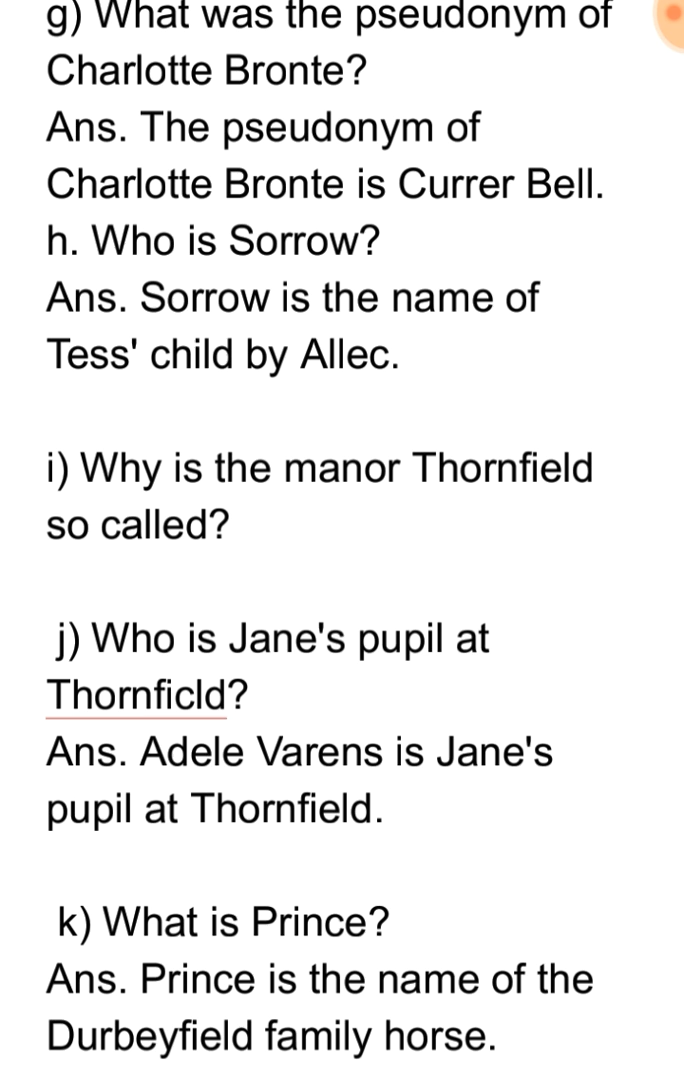 g) What was the pseudonym of
Charlotte Bronte?
Ans. The pseudonym of
Charlotte Bronte is Currer Bell.
h. Who is Sorrow?
Ans. Sorrow is the name of
Tess' child by Allec.
i) Why is the manor Thornfield
so called?
j) Who is Jane's pupil at
Thornficld?
Ans. Adele Varens is Jane's
pupil at Thornfield.
k) What is Prince?
Ans. Prince is the name of the
Durbeyfield family horse.